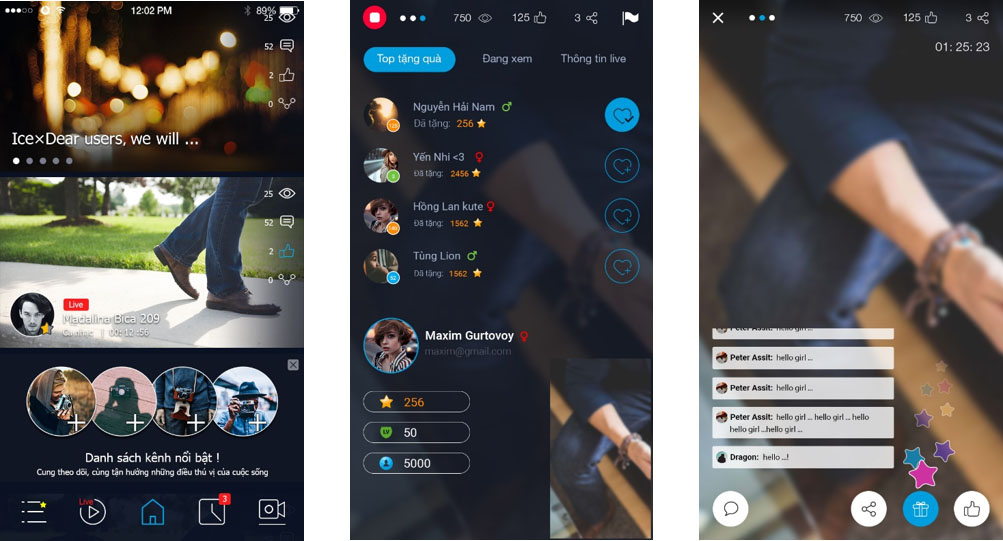 12:02 PM
89%
25
52
2
0
Ice×Dear users, we will ...
25
52
2
0
Live
Madalina Bica 209
Ca nhạc | 00:12:56
Danh sách kênh nổi bật !
Cung theo dõi, cùng tận hưởng những điều thú vị của cuộc sống
Live
3
750
125
3
Top tặng quà
Đang xem
Thông tin live
Nguyễn Hải Nam
Đã tặng: 256
Yến Nhi <3
Đã tặng: 2456
Hồng Lan kute
Đã tặng: 1562
Tùng Lion
Đã tặng: 1562
52
Maxim Gurtovoy
maxim@gmail.com
256
LV
50
5000
750
125
3
01: 25: 23
Peter Assit: hello girl ...
Peter Assit: hello girl ...
Peter Assit: hello girl ...
Peter Assit: hello girl ... hello girl ... hello
hello girl ...hello girl ...
Dragon: hello ...!